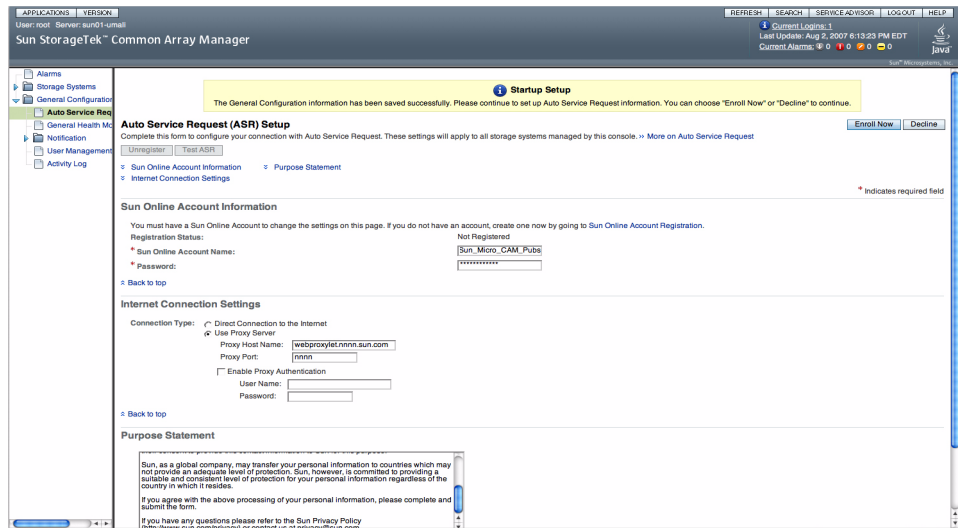 APPLICATIONS VERSION REFRESH SEARCH SERVICE ADVISOR LOG OUT HELP
User: root Server: sun01-umall
Current Logins: 1
Last Update: Aug 2, 2007 6:13:23 PM EDT
Sun StorageTek™ Common Array Manager
Current Alarms: 0 0 0 0
Java
Sun™ Microsystems, Inc.
Alarms
Storage Systems
General Configuration
Auto Service Req
General Health Mo
Notification
User Management
Activity Log
Startup Setup
The General Configuration information has been saved successfully. Please continue to set up Auto Service Request information. You can choose "Enroll Now" or "Decline" to continue.
Auto Service Request (ASR) Setup
Enroll Now Decline
Complete this form to configure your connection with Auto Service Request. These settings will apply to all storage systems managed by this console. » More on Auto Service Request
Unregister Test ASR
Sun Online Account Information Purpose Statement
Internet Connection Settings
* Indicates required field
Sun Online Account Information
You must have a Sun Online Account to change the settings on this page. If you do not have an account, create one now by going to Sun Online Account Registration.
Registration Status: Not Registered
* Sun Online Account Name: Sun_Micro_CAM_Pubs
* Password: ************
Back to top
Internet Connection Settings
Connection Type: Direct Connection to the Internet
Use Proxy Server
Proxy Host Name: webproxylet.nnnn.sun.com
Proxy Port: nnnn
Enable Proxy Authentication
User Name:
Password:
Back to top
Purpose Statement
Sun, as a global company, may transfer your personal information to countries which may
not provide an adequate level of protection. Sun, however, is committed to providing a
suitable and consistent level of protection for your personal information regardless of the
country in which it resides.
If you agree with the above processing of your personal information, please complete and
submit the form.
If you have any questions please refer to the Sun Privacy Policy
(http://www.sun.com/privacy) or contact us at privacy@sun.com